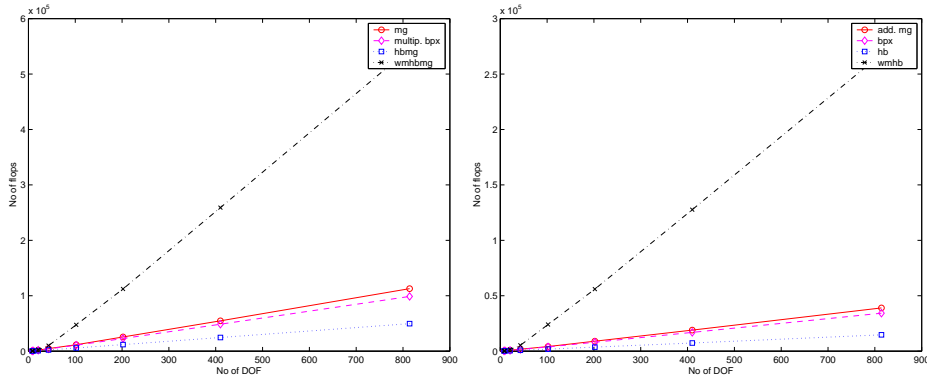 x 10^5
6
5
4
3
2
1
0
0 100 200 300 400 500 600 700 800 900
No of flops
No of DOF
mg
multip. bpx
hbmg
wmhbmg
x 10^5
3
2.5
2
1.5
1
0.5
0
0 100 200 300 400 500 600 700 800 900
No of flops
No of DOF
add. mg
bpx
hb
wmhb